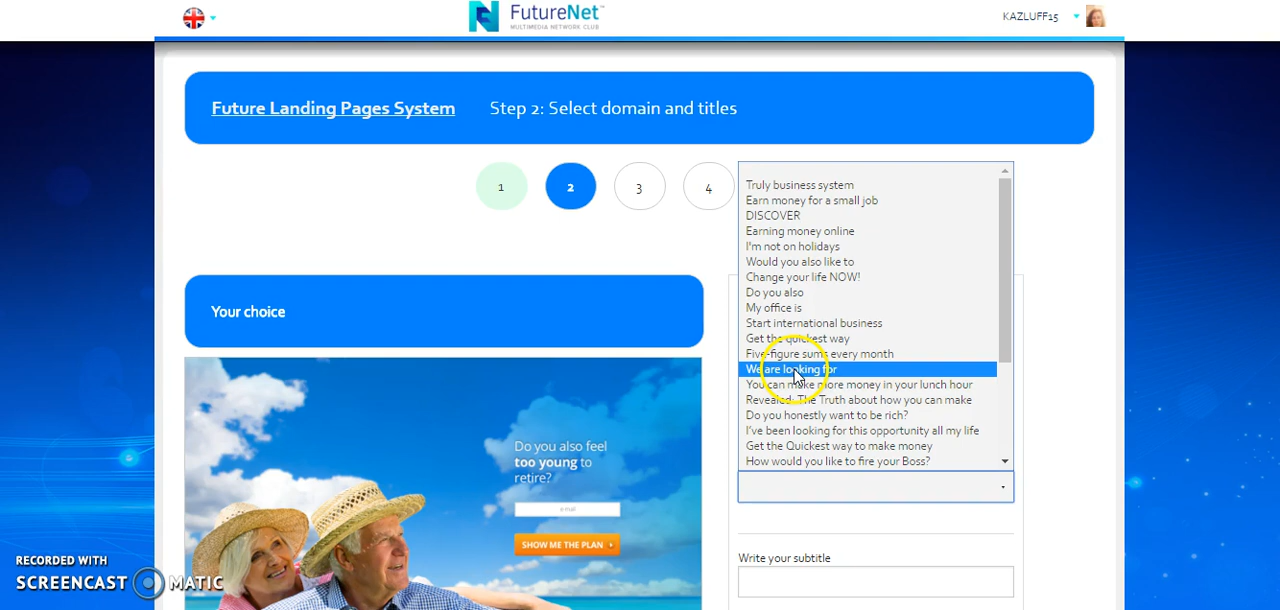 FutureNet™
MULTIMEDIA NETWORK CLUB
KAZLUFF15
Future Landing Pages System
Step 2: Select domain and titles
1
2
3
4
Truly business system
Earn money for a small job
DISCOVER
Earning money online
I'm not on holidays
Would you also like to
Change your life NOW!
Do you also
My office is
Start international business
Get the quickest way
Five-figure sums every month
We are looking for
You can make more money in your lunch hour
Revealed: The Truth about how you can make
Do you honestly want to be rich?
I've been looking for this opportunity all my life
Get the Quickest way to make money
How would you like to fire your Boss?
Your choice
Do you also feel
too young to
retire?
e-mail
SHOW ME THE PLAN
Write your subtitle
RECORDED WITH
SCREENCAST MATIC